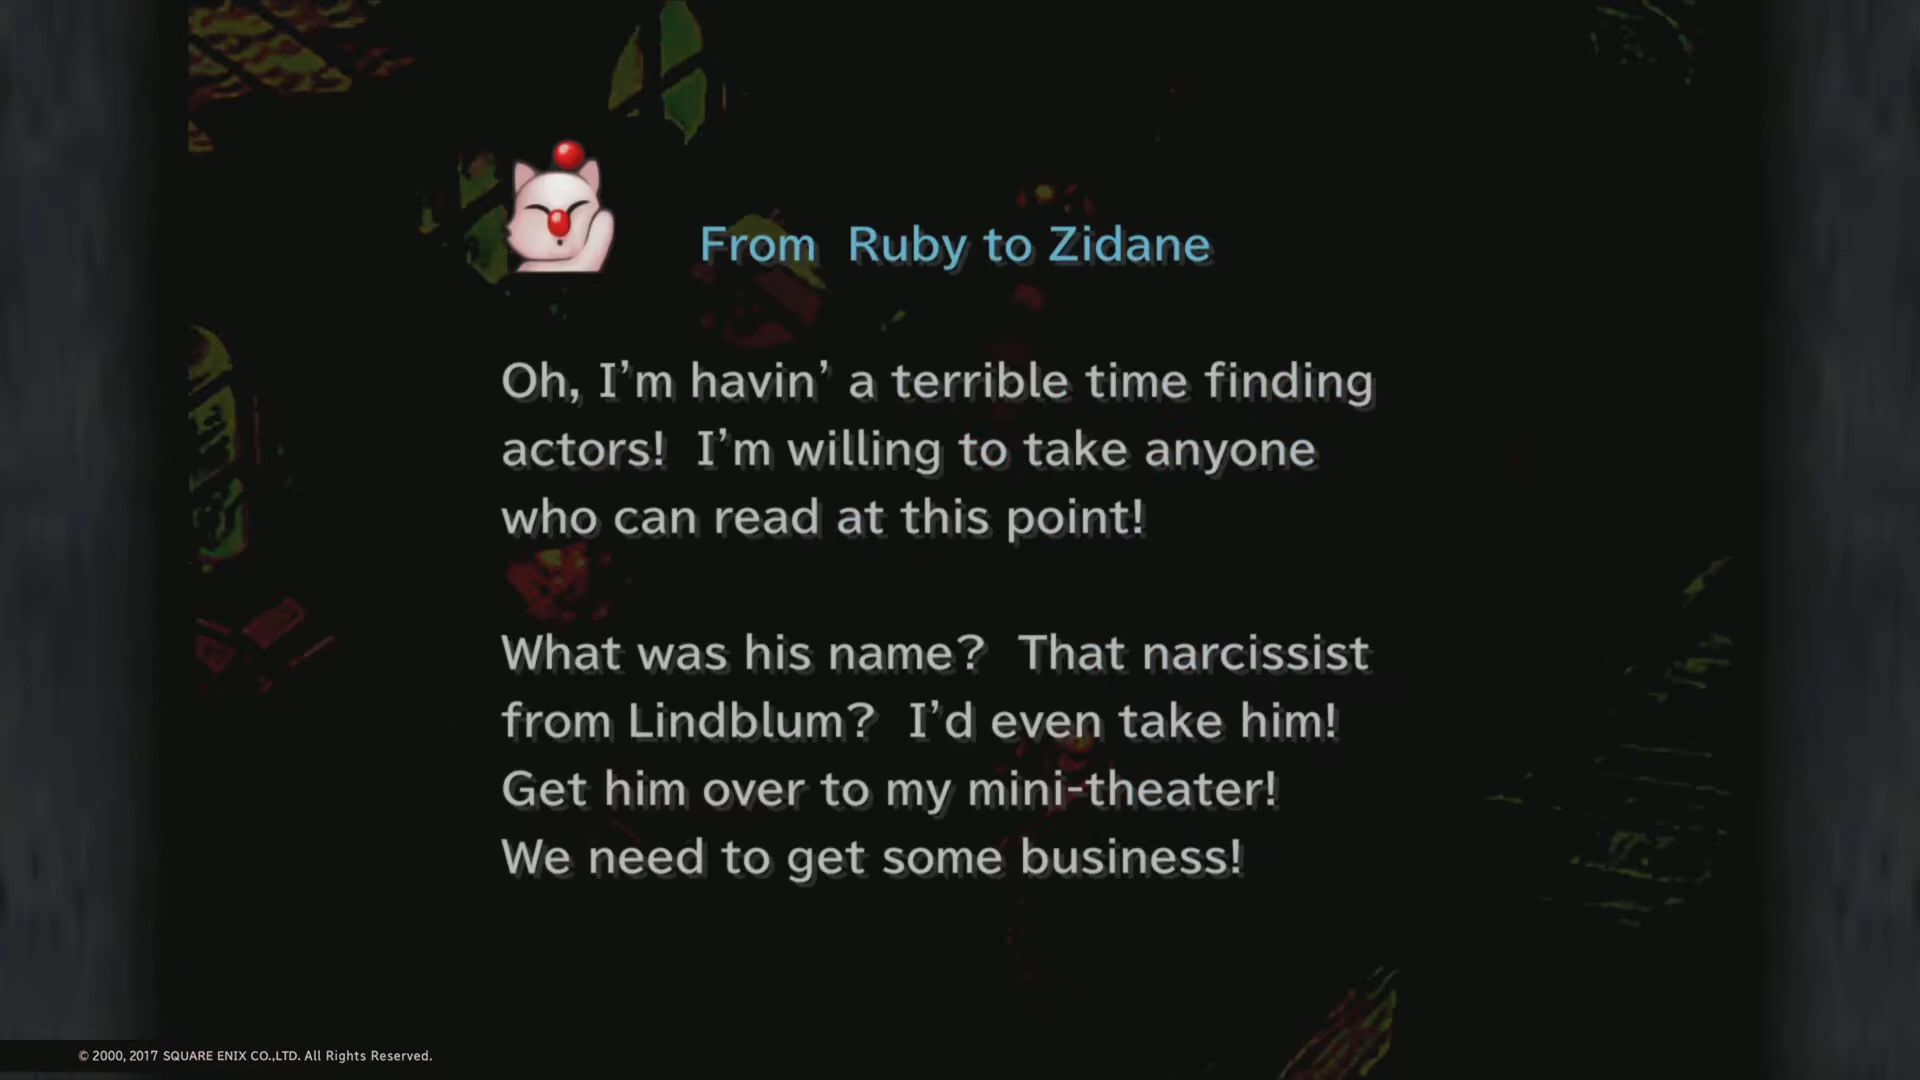 From  Ruby to Zidane
Oh, I’m havin’ a terrible time finding
actors!  I’m willing to take anyone
who can read at this point!
What was his name?  That narcissist
from Lindblum?  I’d even take him!
Get him over to my mini-theater!
We need to get some business!
© 2000, 2017 SQUARE ENIX CO.,LTD. All Rights Reserved.